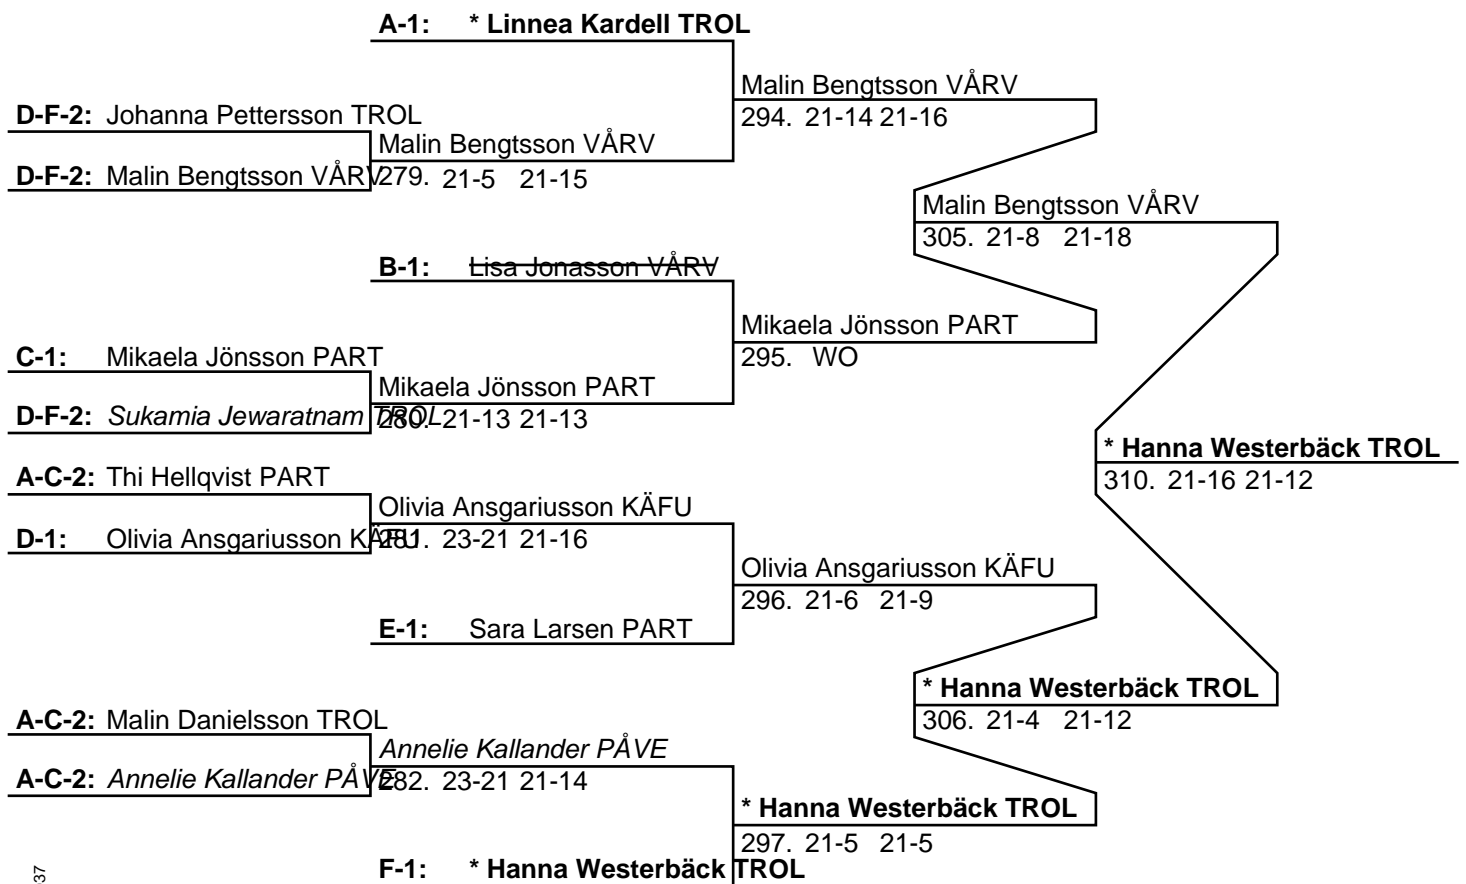 A-1: * Linnea Kardell TROL
Malin Bengtsson VÅRV
294. 21-14 21-16
D-F-2: Johanna Pettersson TROL
Malin Bengtsson VÅRV
D-F-2: Malin Bengtsson VÅRV
279. 21-5 21-15
Malin Bengtsson VÅRV
305. 21-8 21-18
B-1: Lisa Jonasson VÅRV
Mikaela Jönsson PART
295. WO
C-1: Mikaela Jönsson PART
Mikaela Jönsson PART
D-F-2: Sukamia Jewaratnam TROL
280. 21-13 21-13
* Hanna Westerbäck TROL
310. 21-16 21-12
A-C-2: Thi Hellqvist PART
Olivia Ansgariusson KÄFU
D-1: Olivia Ansgariusson KÄFU
281. 23-21 21-16
Olivia Ansgariusson KÄFU
296. 21-6 21-9
E-1: Sara Larsen PART
* Hanna Westerbäck TROL
306. 21-4 21-12
A-C-2: Malin Danielsson TROL
Annelie Kallander PÅVE
A-C-2: Annelie Kallander PÅVE
282. 23-21 21-14
* Hanna Westerbäck TROL
297. 21-5 21-5
F-1: * Hanna Westerbäck TROL
37